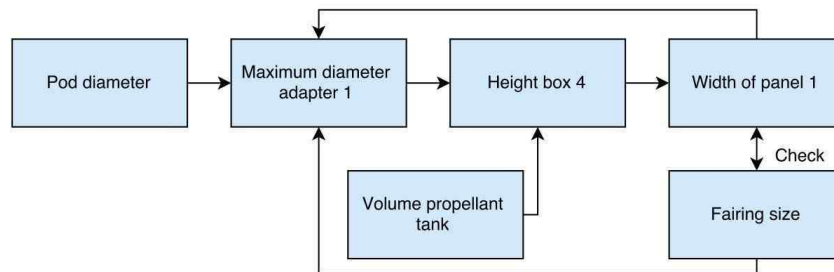 Pod diameter
Maximum diameter
adapter 1
Height box 4
Width of panel 1
Check
Volume propellant
tank
Fairing size